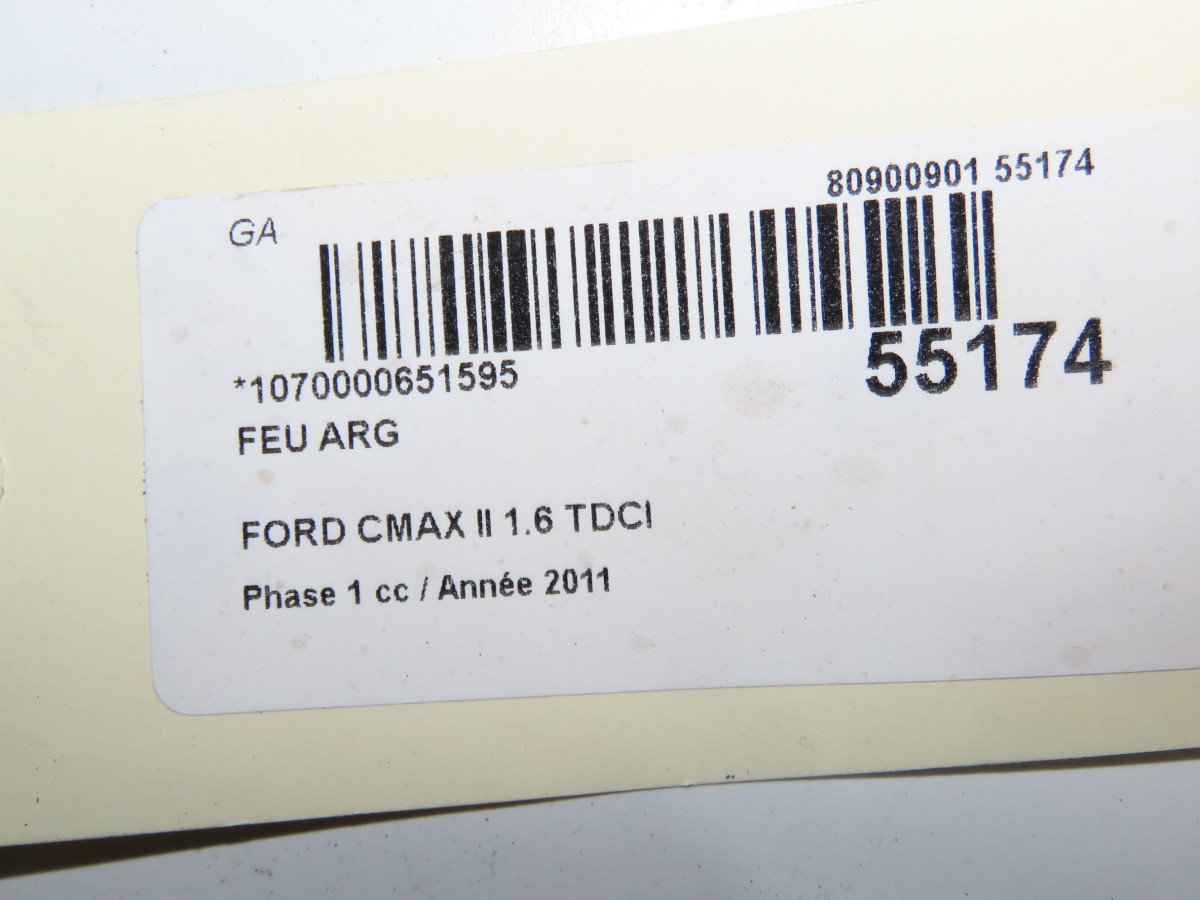 80900901 55174
GA
55174
*1070000651595
FEU ARG
FORD CMAX II 1.6 TDCI
Phase 1 cc / Année 2011